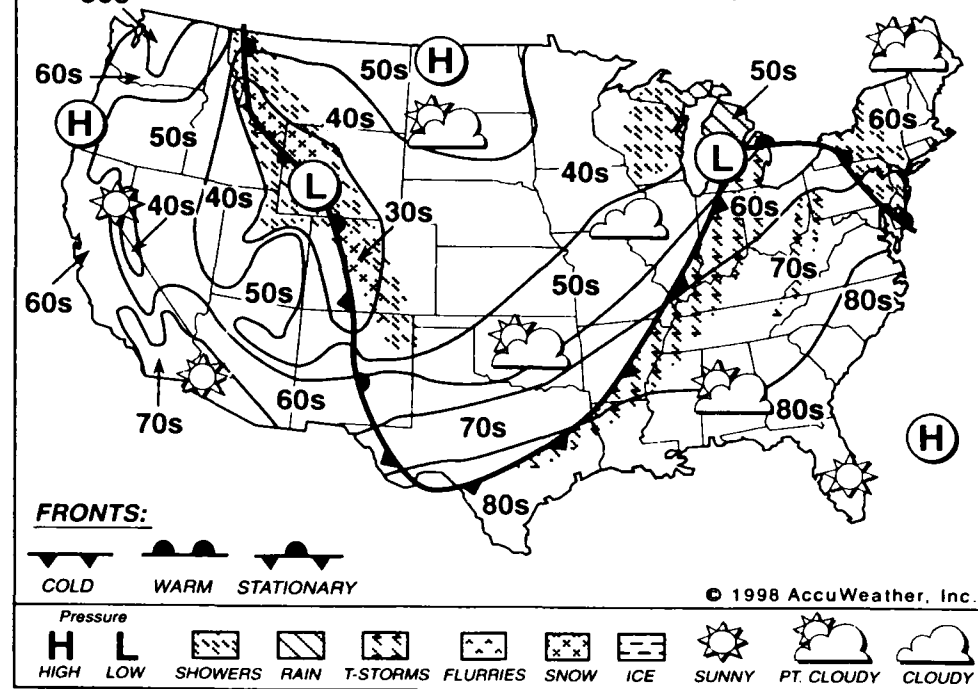 50s
H
60s
50s
60s
H
40s
50s
L
L
40s
40s 40s
60s
30s
70s
60s
50s
50s
80s
60s
80s
70s
70s
H
80s
FRONTS:
COLD WARM STATIONARY
© 1998 AccuWeather, Inc.
Pressure
H L
HIGH LOW SHOWERS RAIN T-STORMS FLURRIES SNOW ICE SUNNY PT. CLOUDY CLOUDY